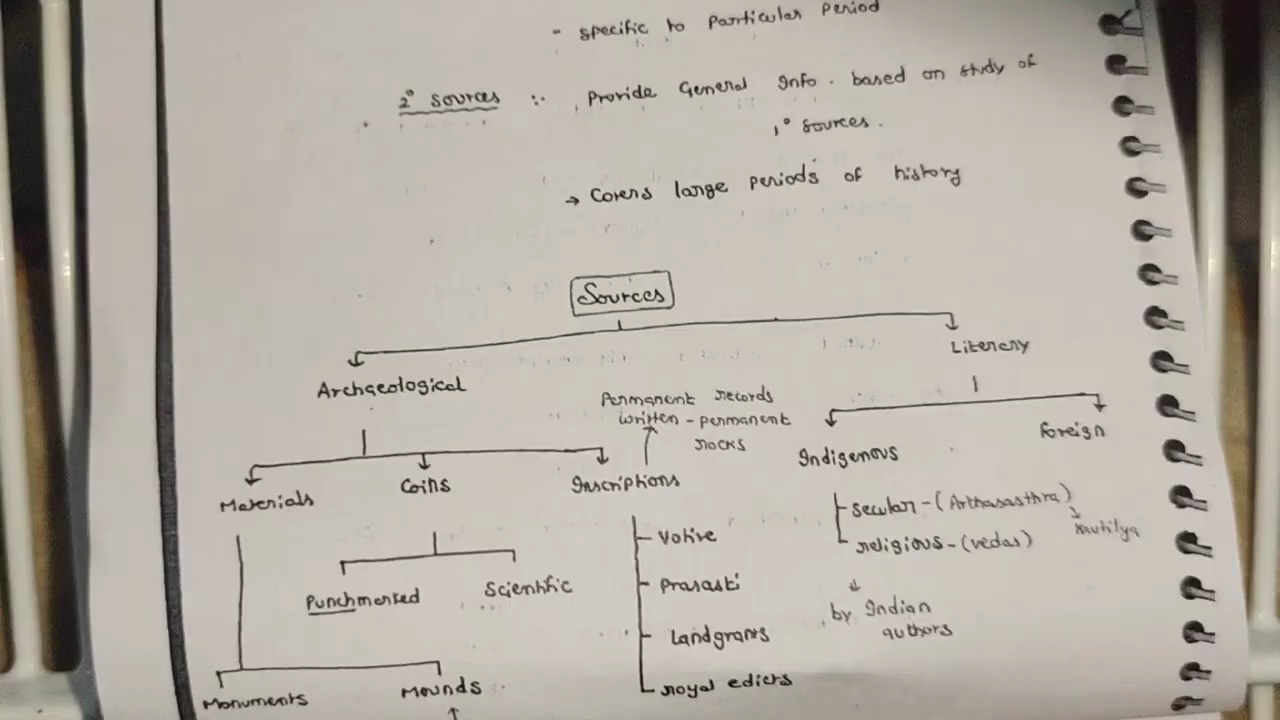 - specific to particular period
2° sources :- Provide General Info. based on study of
1° sources.
→ Covers large periods of history
Sources
Archaeological
Literary
Permanent records
written - permanent
rocks
Indigenous
Foreign
Materials
Coins
Inscriptions
secular - (Arthasasthra)
Kautilya
religious - (vedas)
by Indian
authors
Punchmarked
Scientific
Votive
Prasasti
Landgrants
royal edicts
Monuments
Mounds